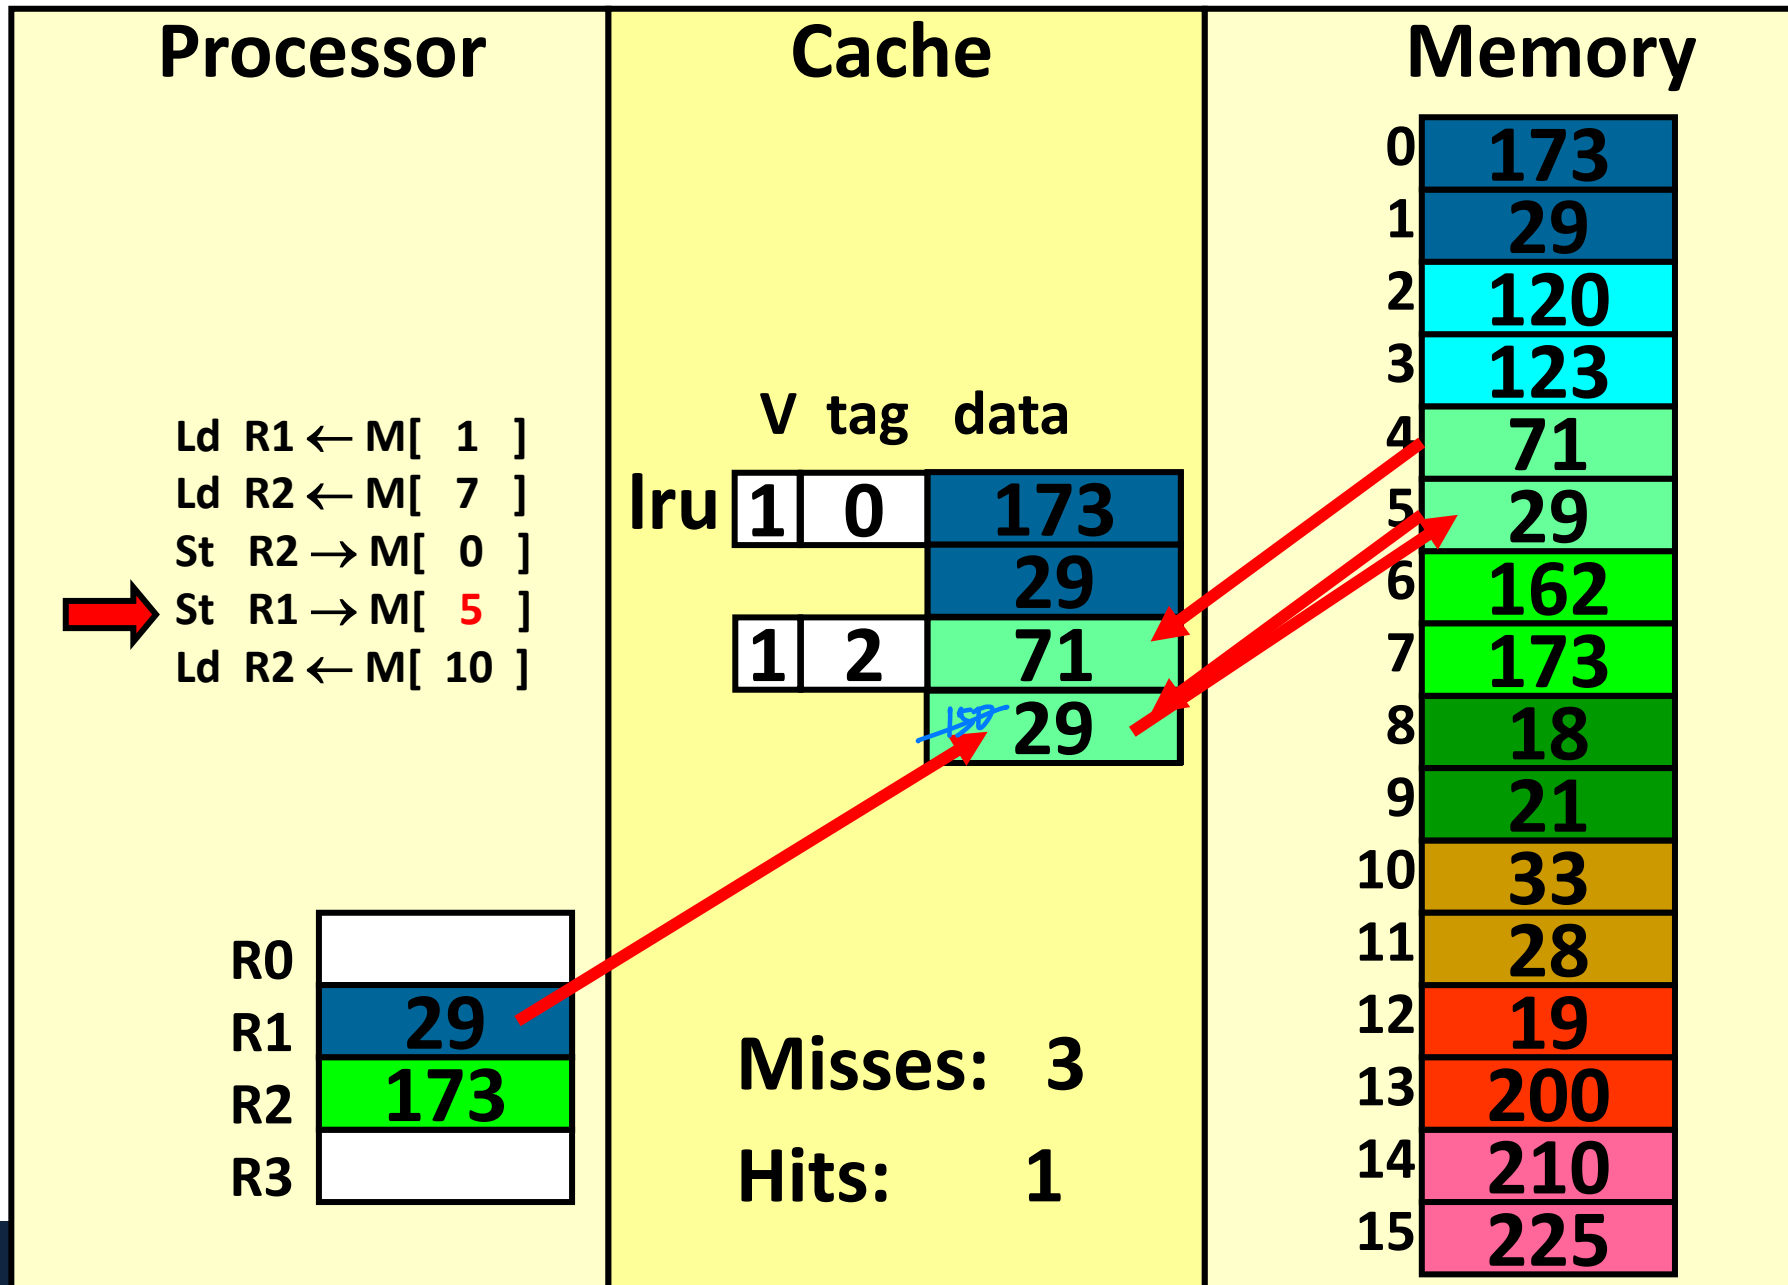 Processor
Cache
Memory
Ld R1 ← M[ 1 ]
Ld R2 ← M[ 7 ]
St R2 → M[ 0 ]
St R1 → M[ 5 ]
Ld R2 ← M[ 10 ]
R0
R1 29
R2 173
R3
V tag data
lru 1 0 173
29
1 2 71
150 29
Misses: 3
Hits: 1
0 173
1 29
2 120
3 123
4 71
5 29
6 162
7 173
8 18
9 21
10 33
11 28
12 19
13 200
14 210
15 225